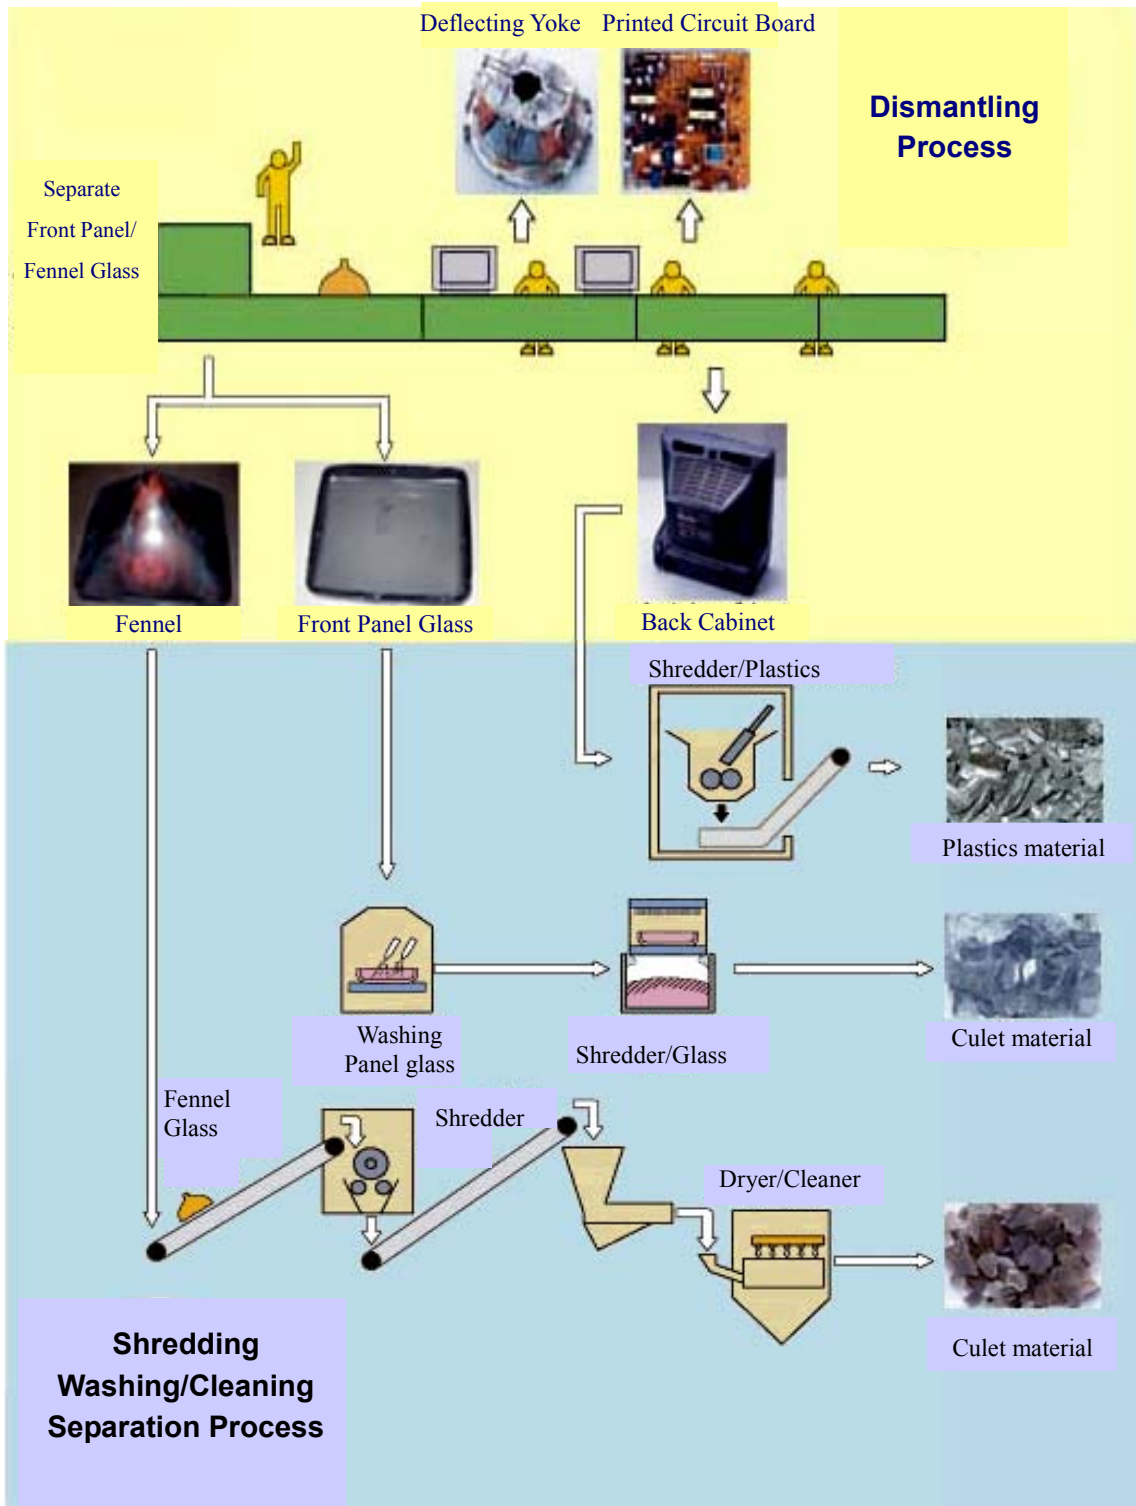 Deflecting Yoke
Printed Circuit Board
Dismantling
Process
Separate
Front Panel/
Fennel Glass
Fennel
Front Panel Glass
Back Cabinet
Shredder/Plastics
Plastics material
Washing
Panel glass
Shredder/Glass
Culet material
Fennel
Glass
Shredder
Dryer/Cleaner
Culet material
Shredding
Washing/Cleaning
Separation Process